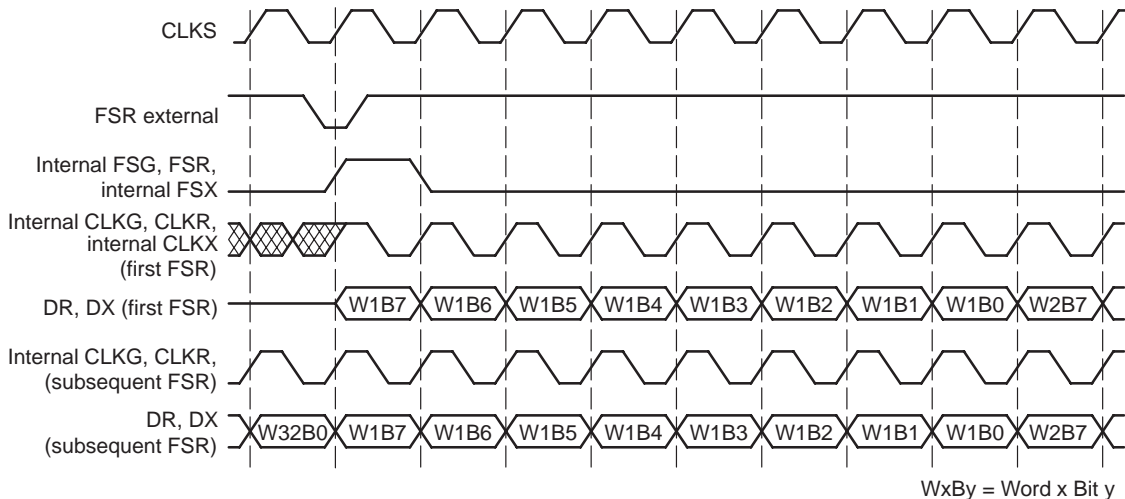 CLKS
FSR external
Internal FSG, FSR,
internal FSX
Internal CLKG, CLKR,
internal CLKX
(first FSR)
DR, DX (first FSR)
W1B7 W1B6 W1B5 W1B4 W1B3 W1B2 W1B1 W1B0 W2B7
Internal CLKG, CLKR,
(subsequent FSR)
DR, DX
(subsequent FSR)
W32B0 W1B7 W1B6 W1B5 W1B4 W1B3 W1B2 W1B1 W1B0 W2B7
WxBy = Word x Bit y